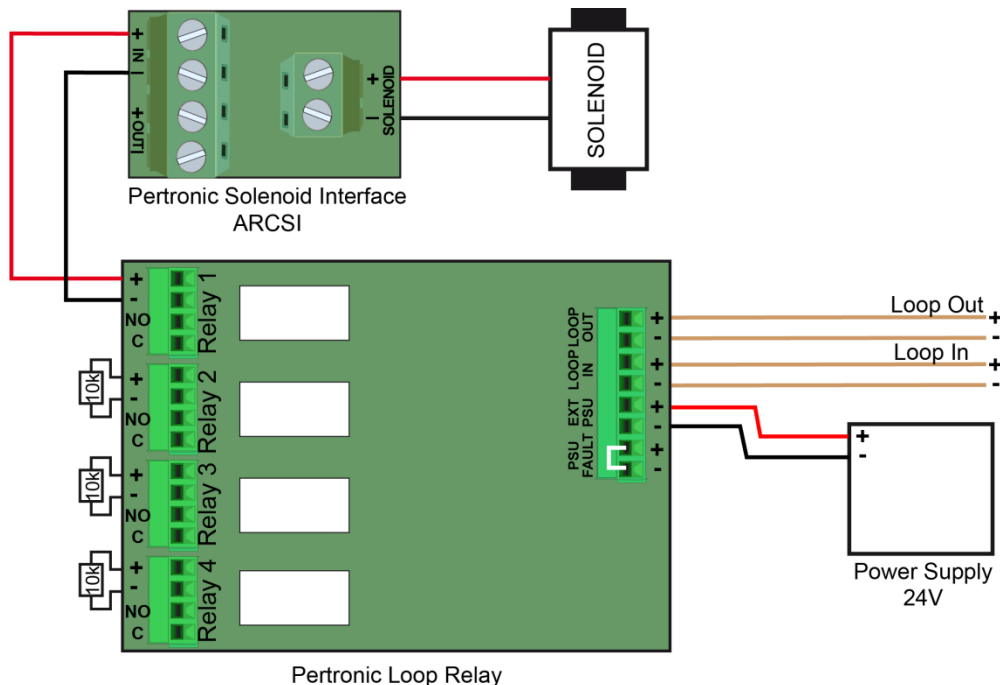 + IN -
+OUT-
+
-
SOLENOID
SOLENOID
Pertronic Solenoid Interface
ARCSI
+
-
NO
C
Relay 1
10k
+
-
NO
C
Relay 2
10k
+
-
NO
C
Relay 3
10k
+
-
NO
C
Relay 4
LOOP OUT
+
-
LOOP IN
+
-
EXT PSU
+
-
PSU FAULT
+
-
Loop Out
+
-
Loop In
+
-
+
-
Power Supply
24V
Pertronic Loop Relay